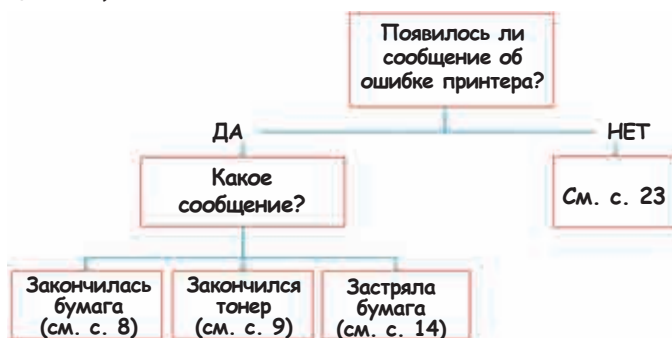 Появилось ли
сообщение об
ошибке принтера?
ДА
НЕТ
Какое
сообщение?
См. с. 23
Закончилась
бумага
(см. с. 8)
Закончился
тонер
(см. с. 9)
Застряла
бумага
(см. с. 14)